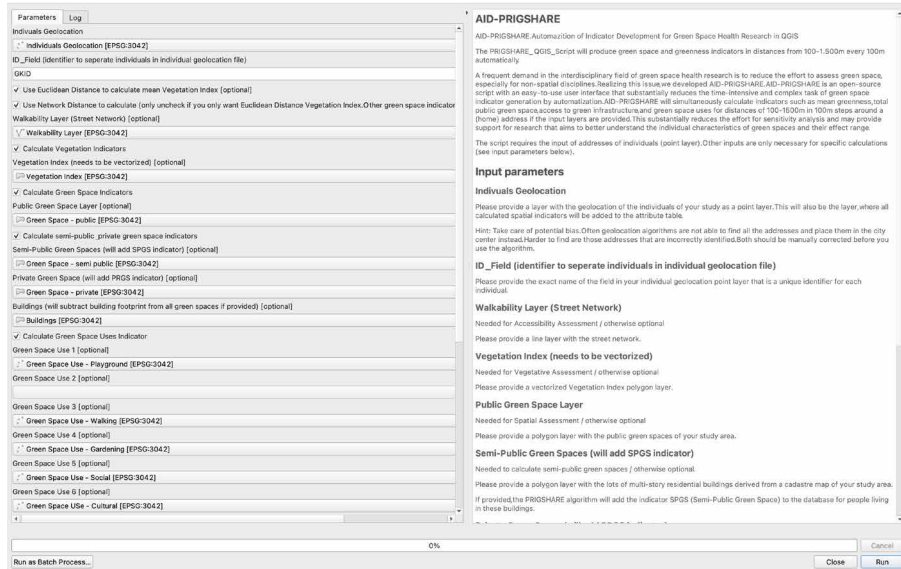 Parameters
Log
Indivuals Geolocation
Individuals Geolocation [EPSG:3042]
ID_Field (identifier to seperate individuals in individual geolocation file)
GKID
Use Euclidean Distance to calculate mean Vegetation Index [optional]
Use Network Distance to calculate (only uncheck if you only want Euclidean Distance Vegetation Index.Other green space indicator
Walkability Layer (Street Network) [optional]
Walkability Layer [EPSG:3042]
Calculate Vegetation Indicators
Vegetation Index (needs to be vectorized) [optional]
Vegetation Index [EPSG:3042]
Calculate Green Space Indicators
Public Green Space Layer [optional]
Green Space - public [EPSG:3042]
Calculate semi-public ,private green space indicators
Semi-Public Green Spaces (will add SPGS indicator) [optional]
Green Space - semi public [EPSG:3042]
Private Green Space (will add PRGS indicator) [optional]
Green Space - private [EPSG:3042]
Buildings (will subtract building footprint from all green spaces if provided) [optional]
Buildings [EPSG:3042]
Calculate Green Space Uses Indicator
Green Space Use 1 [optional]
Green Space Use - Playground [EPSG:3042]
Green Space Use 2 [optional]
Green Space Use 3 [optional]
Green Space Use - Walking [EPSG:3042]
Green Space Use 4 [optional]
Green Space Use - Gardening [EPSG:3042]
Green Space Use 5 [optional]
Green Space Use - Social [EPSG:3042]
Green Space Use 6 [optional]
Green Space USe - Cultural [EPSG:3042]
AID-PRIGSHARE
AID-PRIGSHARE.Automazition of Indicator Development for Green Space Health Research in QGIS
The PRIGSHARE_QGIS_Script will produce green space and greenness indicators in distances from 100-1.500m every 100m
automatically.
A frequent demand in the interdisciplinary field of green space health research is to reduce the effort to assess green space,
especially for non-spatial disciplines.Realizing this issue,we developed AID-PRIGSHARE.AID-PRIGSHARE is an open-source
script with an easy-to-use user interface that substantially reduces the time-intensive and complex task of green space
indicator generation by automatization.AID-PRIGSHARE will simultaneously calculate indicators such as mean greenness,total
public green space,access to green infrastructure,and green space uses for distances of 100-1500m in 100m steps around a
(home) address if the input layers are provided.This substantially reduces the effort for sensitivity analysis and may provide
support for research that aims to better understand the individual characteristics of green spaces and their effect range.
The script requires the input of addresses of individuals (point layer).Other inputs are only necessary for specific calculations
(see input parameters below).
Input parameters
Indivuals Geolocation
Please provide a layer with the geolocation of the individuals of your study as a point layer.This will also be the layer,where all
calculated spatial indicators will be added to the attribute table.
Hint: Take care of potential bias.Often geolocation algorithms are not able to find all the addresses and place them in the city
center instead.Harder to find are those addresses that are incorrectly identified.Both should be manually corrected before you
use the algorithm.
ID_Field (identifier to seperate individuals in individual geolocation file)
Please provide the exact name of the field in your individual geolocation point layer that is a unique identifier for each
individual.
Walkability Layer (Street Network)
Needed for Accessibility Assessment / otherwise optional
Please provide a line layer with the street network.
Vegetation Index (needs to be vectorized)
Needed for Vegetative Assessment / otherwise optional
Please provide a vectorized Vegetation Index polygon layer.
Public Green Space Layer
Needed for Spatial Assessment / otherwise optional
Please provide a polygon layer with the public green spaces of your study area.
Semi-Public Green Spaces (will add SPGS indicator)
Needed to calculate semi-public green spaces / otherwise optional.
Please provide a polygon layer with the lots of multi-story residential buildings derived from a cadastre map of your study area.
If provided,the PRIGSHARE algorithm will add the indicator SPGS (Semi-Public Green Space) to the database for people living
in these buildings.
0%
Cancel
Run as Batch Process...
Close
Run